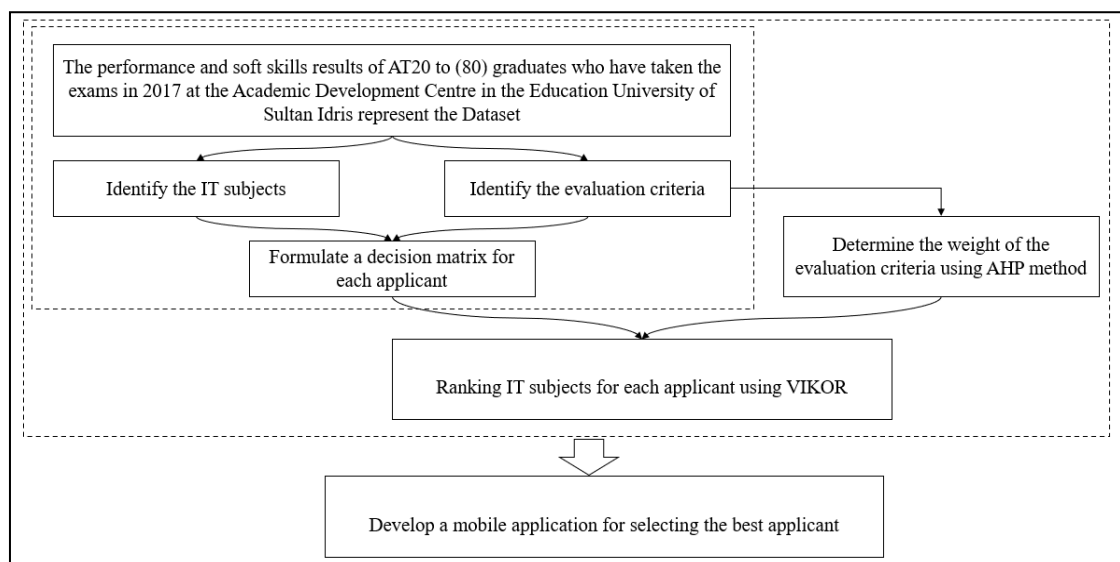 The performance and soft skills results of AT20 to (80) graduates who have taken the
exams in 2017 at the Academic Development Centre in the Education University of
Sultan Idris represent the Dataset
Identify the IT subjects
Identify the evaluation criteria
Formulate a decision matrix for
each applicant
Determine the weight of the
evaluation criteria using AHP method
Ranking IT subjects for each applicant using VIKOR
Develop a mobile application for selecting the best applicant